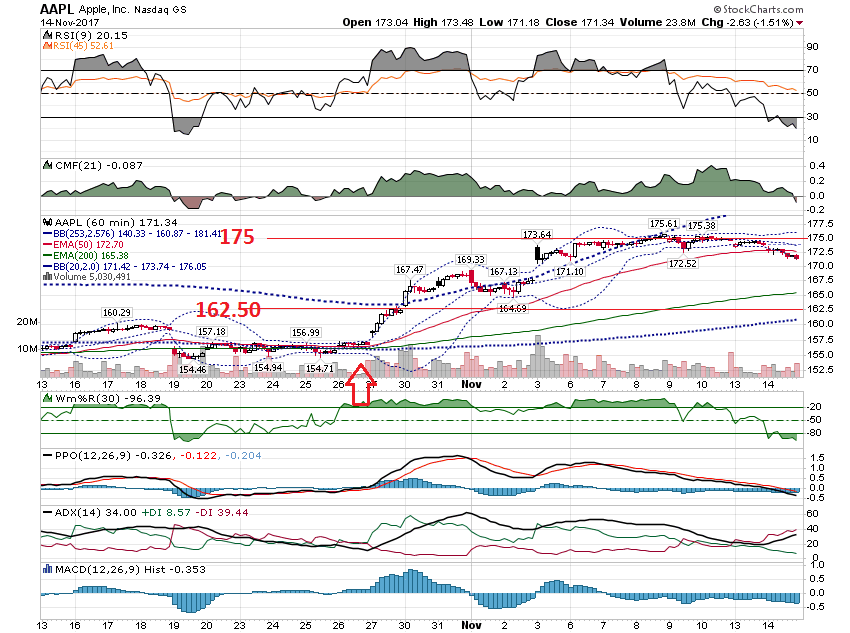 AAPL Apple, Inc. Nasdaq GS © StockCharts.com
14-Nov-2017 Open 173.04 High 173.48 Low 171.18 Close 171.34 Volume 23.8M Chg -2.63 (-1.51%)
RSI(9) 20.15
RSI(45) 52.61
90
70
50
30
10
CMF(21) -0.087
0.4
0.2
0.0
-0.2
AAPL (60 min) 171.34
BB(253,2.576) 140.33 - 160.87 - 181.41
EMA(50) 172.70
EMA(200) 165.38
BB(20,2.0) 171.42 - 173.74 - 176.05
Volume 5,030,491
175
162.50
160.29
154.46
157.18
154.94
156.99
154.71
167.47
169.33
167.13
164.69
173.64
171.10
175.61
172.52
175.38
177.5
175.0
172.5
170.0
167.5
165.0
162.5
160.0
157.5
155.0
152.5
20M
10M
13 16 17 18 19 20 23 24 25 26 27 30 31 Nov 2 3 6 7 8 9 10 13 14
Wm%R(30) -96.39
-20
-50
-80
PPO(12,26,9) -0.326, -0.122, -0.204
1.5
1.0
0.5
0.0
-0.5
ADX(14) 34.00 +DI 8.57 -DI 39.44
60
40
20
0
MACD(12,26,9) Hist -0.353
1.0
0.5
0.0
-0.5
13 16 17 18 19 20 23 24 25 26 27 30 31 Nov 2 3 6 7 8 9 10 13 14